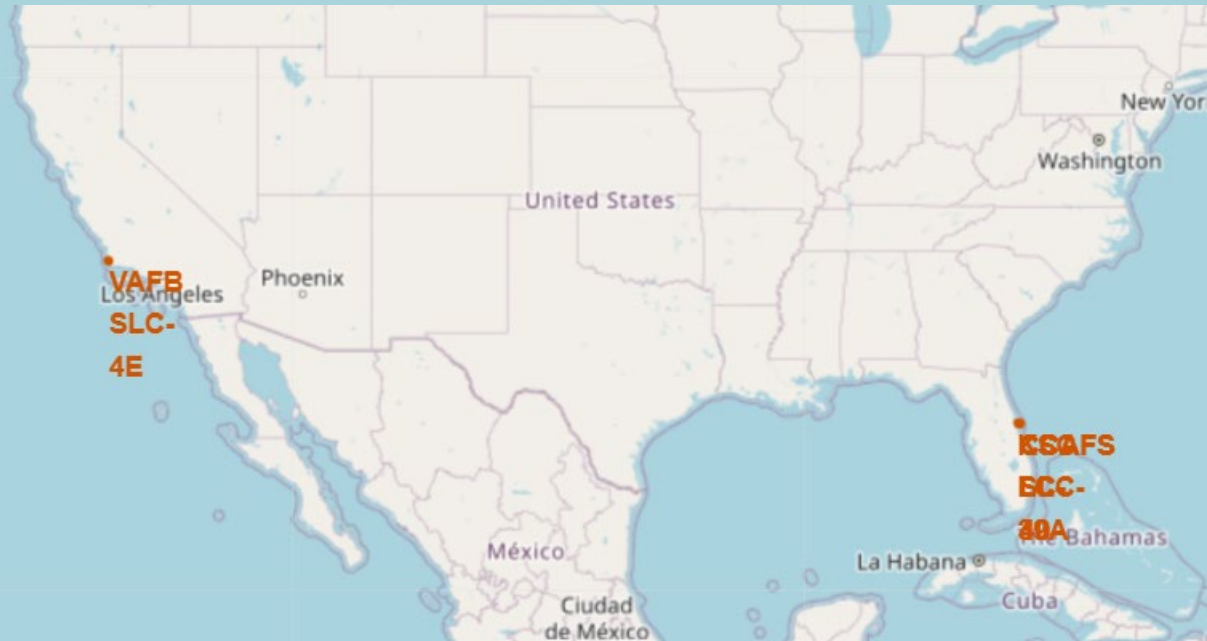 New Yor
Washington
United States
VAFB
SLC-
4E
Los Angeles
Phoenix
México
La Habana
The Bahamas
Cuba
Ciudad
de México